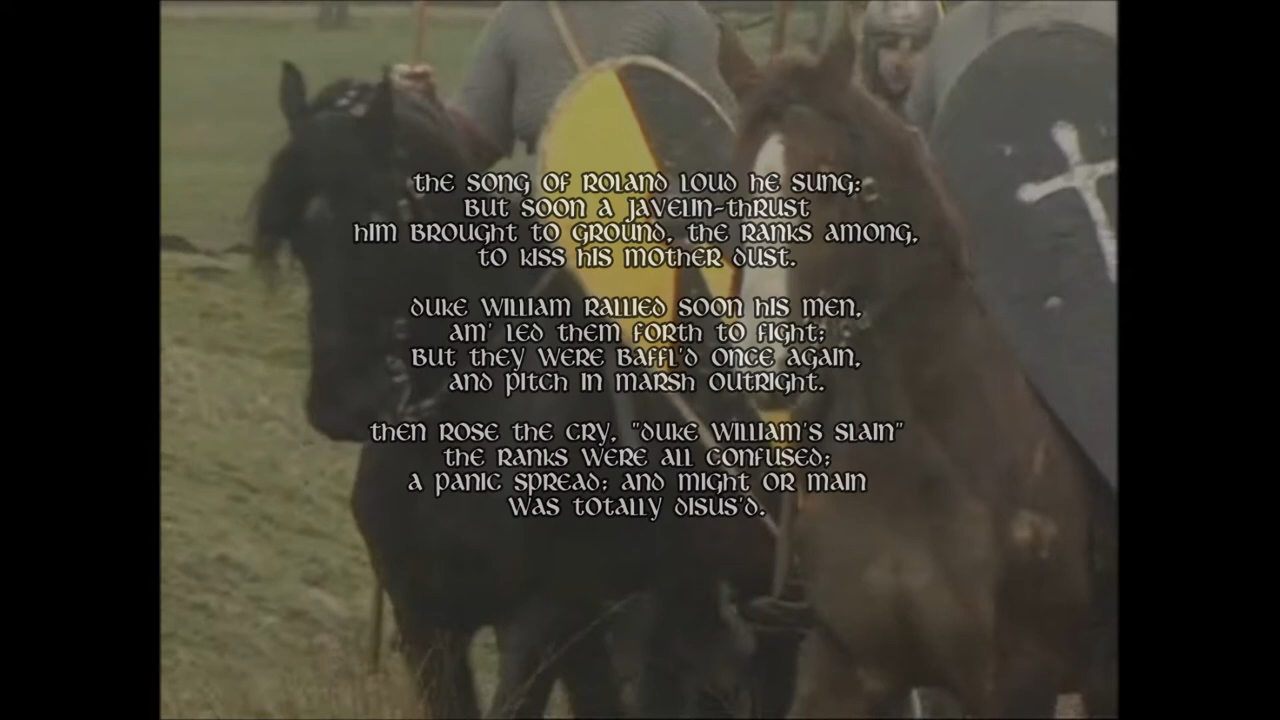 the song of Roland loud he sung:
But soon a javelin-thrust
Him brought to ground, the ranks among,
to kiss his mother dust.
Duke William rallied soon his men,
Am' led them forth to fight;
But they were baffl'd once again,
And pitch in marsh outright.
then rose the cry, "Duke William's slain"
the ranks were all confused;
A panic spread; and might or main
Was totally disus'd.